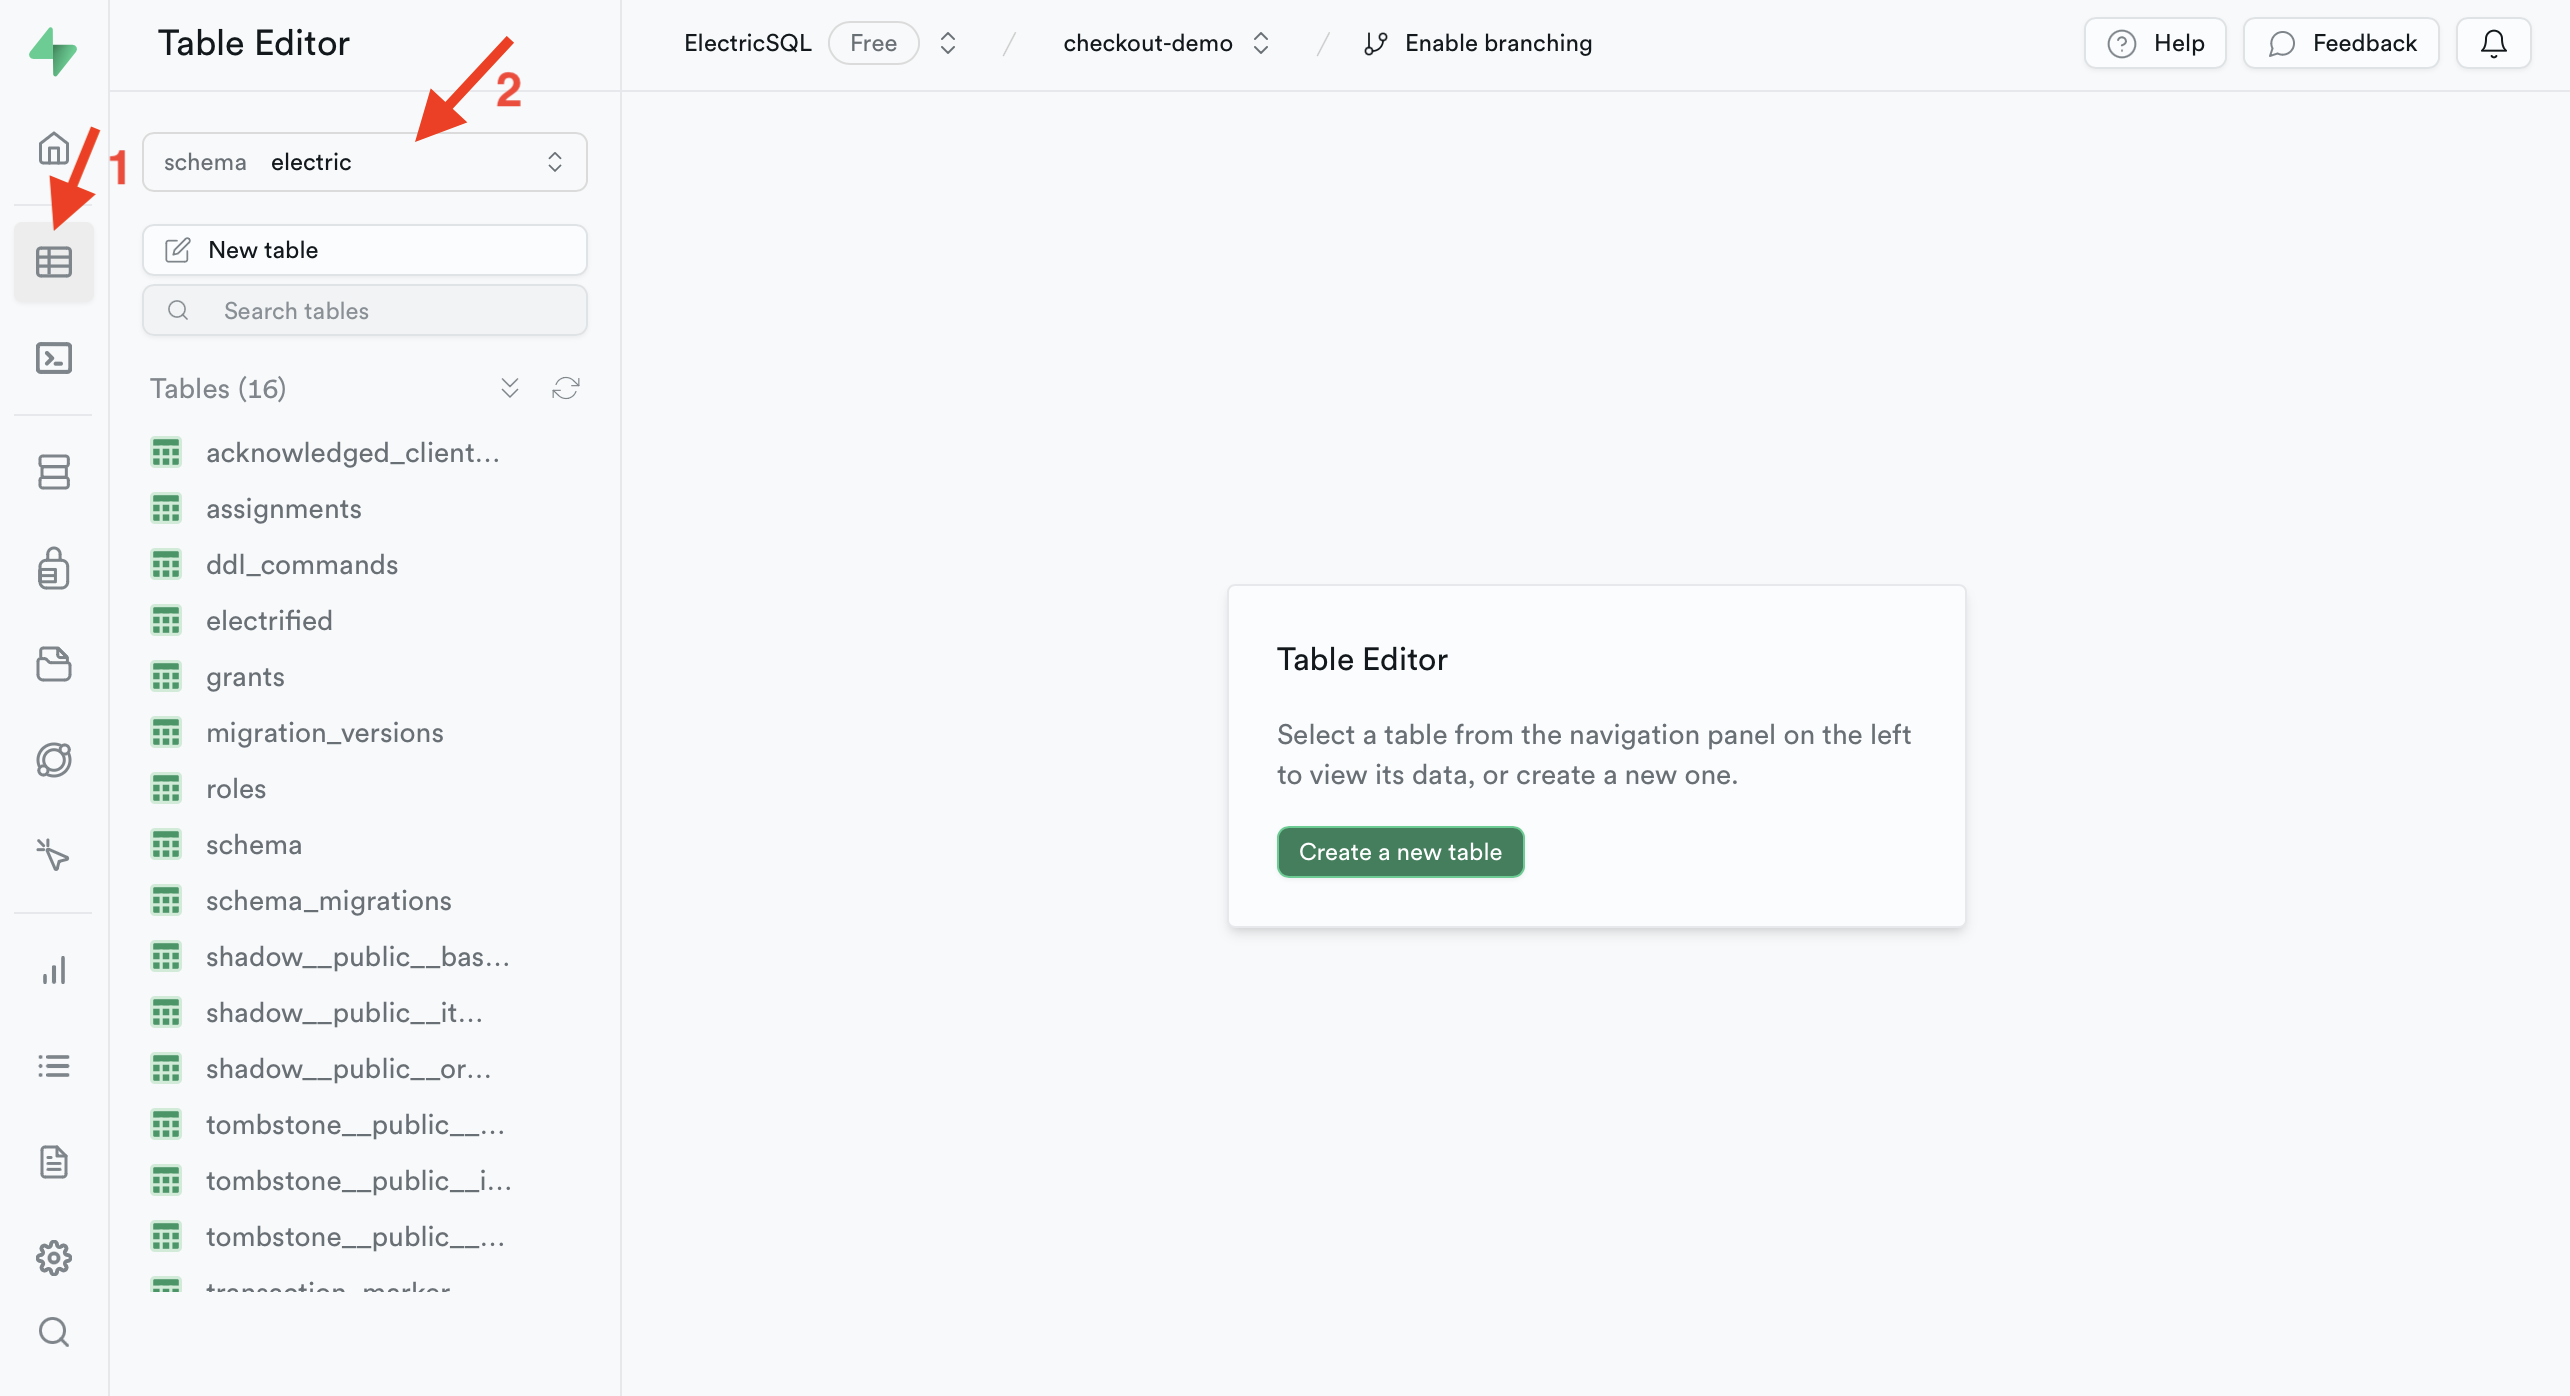 Table Editor
ElectricSQL Free / checkout-demo / Enable branching
Help
Feedback
2
1
schema electric
New table
Search tables
Tables (16)
acknowledged_client...
assignments
ddl_commands
electrified
grants
migration_versions
roles
schema
schema_migrations
shadow__public__bas...
shadow__public__it...
shadow__public__or...
tombstone__public__...
tombstone__public__i...
tombstone__public__...
transaction_marker
Table Editor
Select a table from the navigation panel on the left
to view its data, or create a new one.
Create a new table